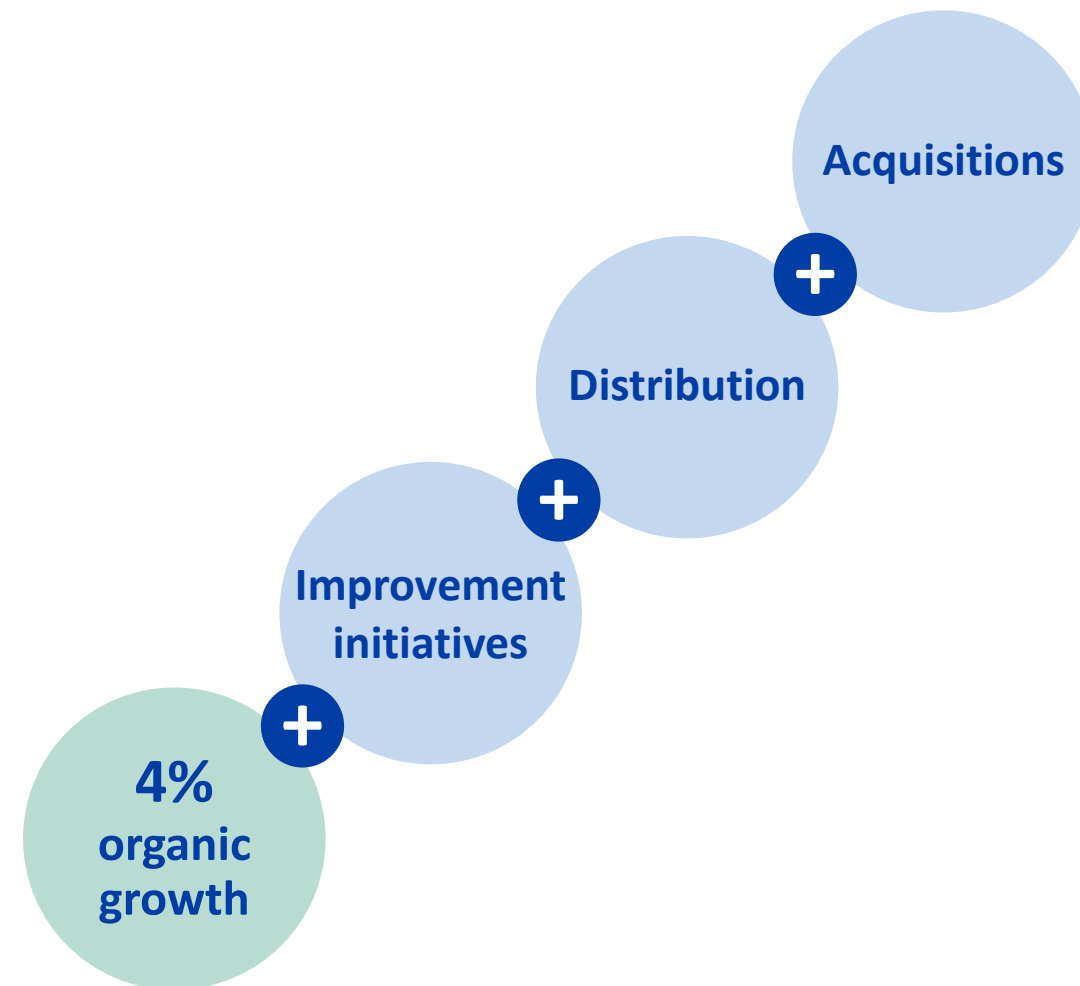 Acquisitions
+
Distribution
+
Improvement
initiatives
+
4%
organic
growth